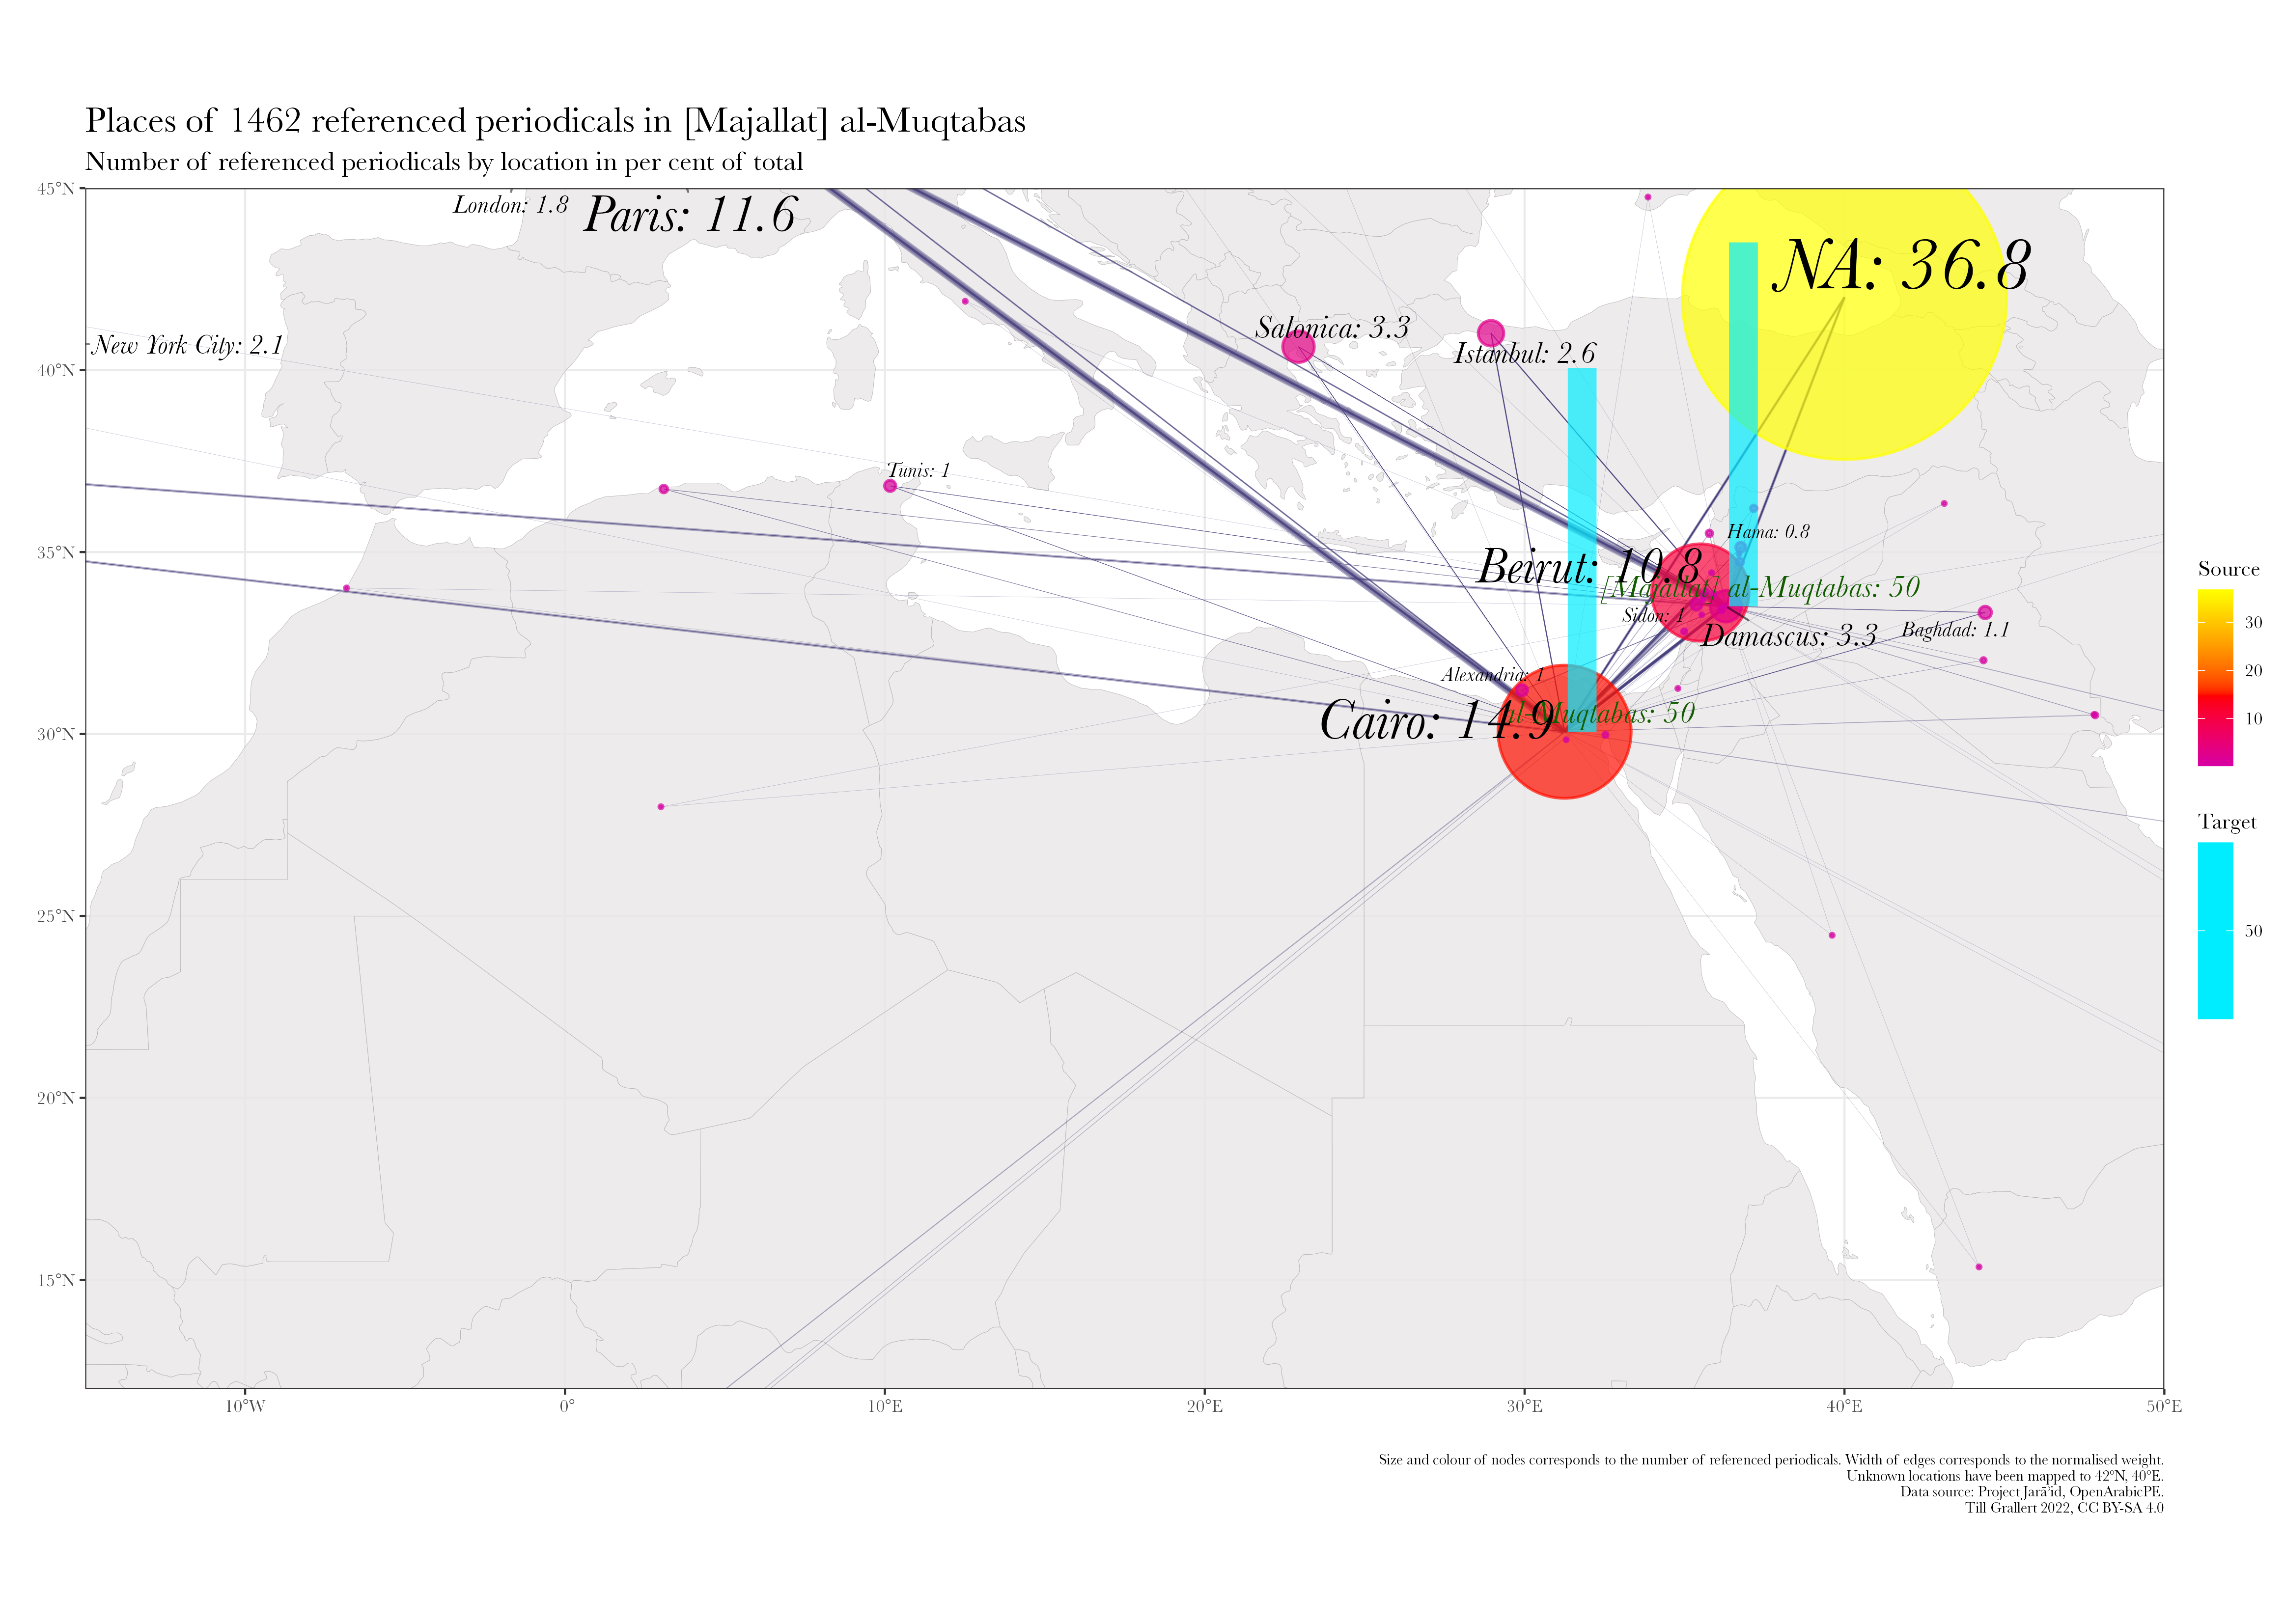 Places of 1462 referenced periodicals in [Majallat] al-Muqtabas
Number of referenced periodicals by location in per cent of total
45°N
London: 1.8
Paris: 11.6
NA: 36.8
Salonica: 3.3
New York City: 2.1
Istanbul: 2.6
40°N
Tunis: 1
Hama: 0.8
35°N
Beirut: 10.8
[Majallat] al-Muqtabas: 50
Sidon: 1
Damascus: 3.3
Baghdad: 1.1
Alexandria: 1
Cairo: 14.9
al-Muqtabas: 50
30°N
25°N
20°N
15°N
10°W
0°
10°E
20°E
30°E
40°E
50°E
Source
30
20
10
Target
50
Size and colour of nodes corresponds to the number of referenced periodicals. Width of edges corresponds to the normalised weight.
Unknown locations have been mapped to 42°N, 40°E.
Data source: Project Jarāʾid, OpenArabicPE.
Till Grallert 2022, CC BY-SA 4.0